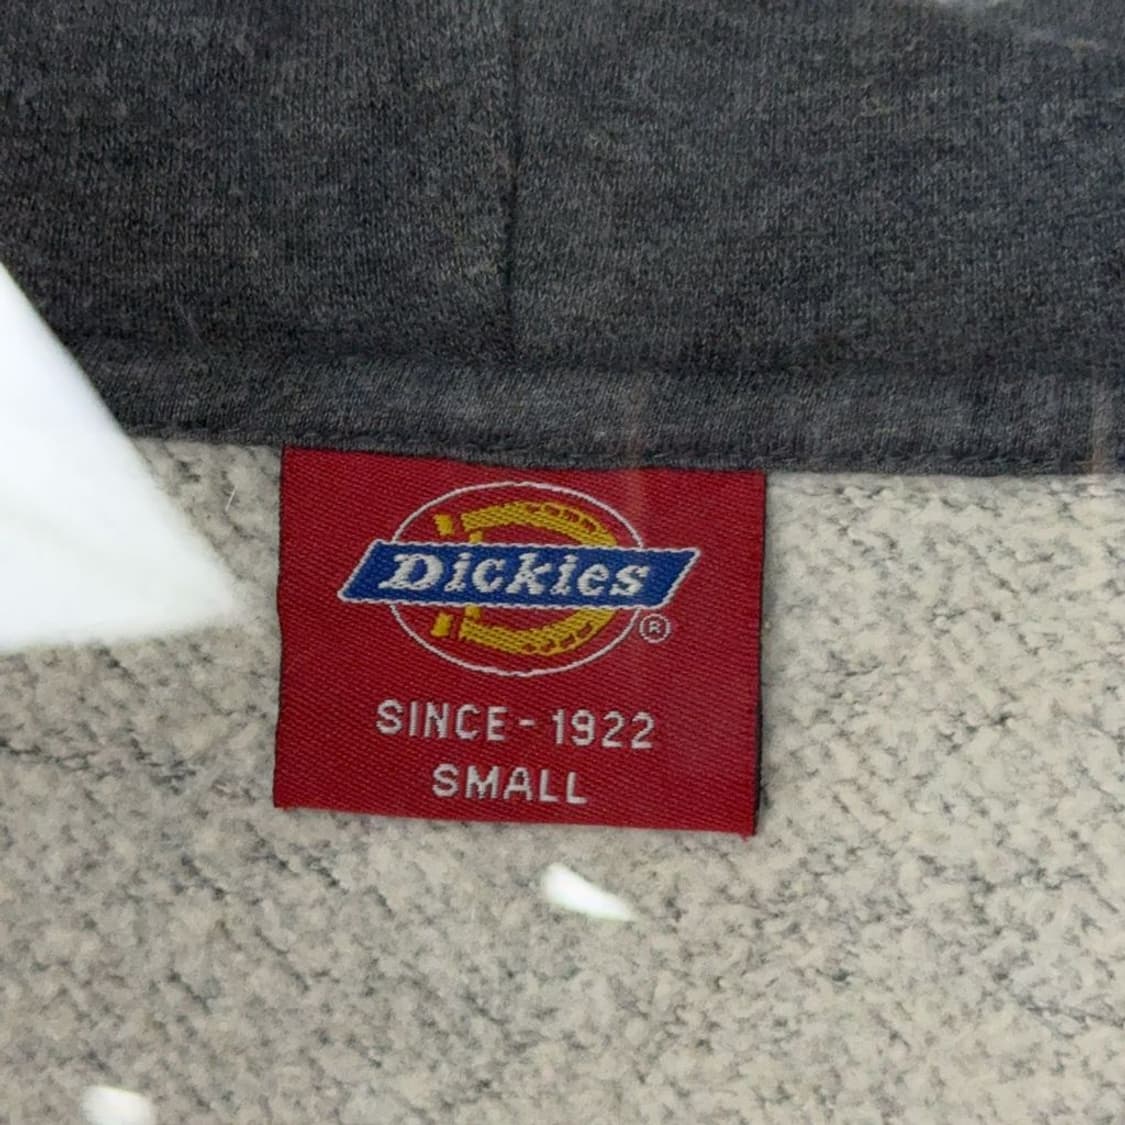 Dickies
®
SINCE - 1922
SMALL